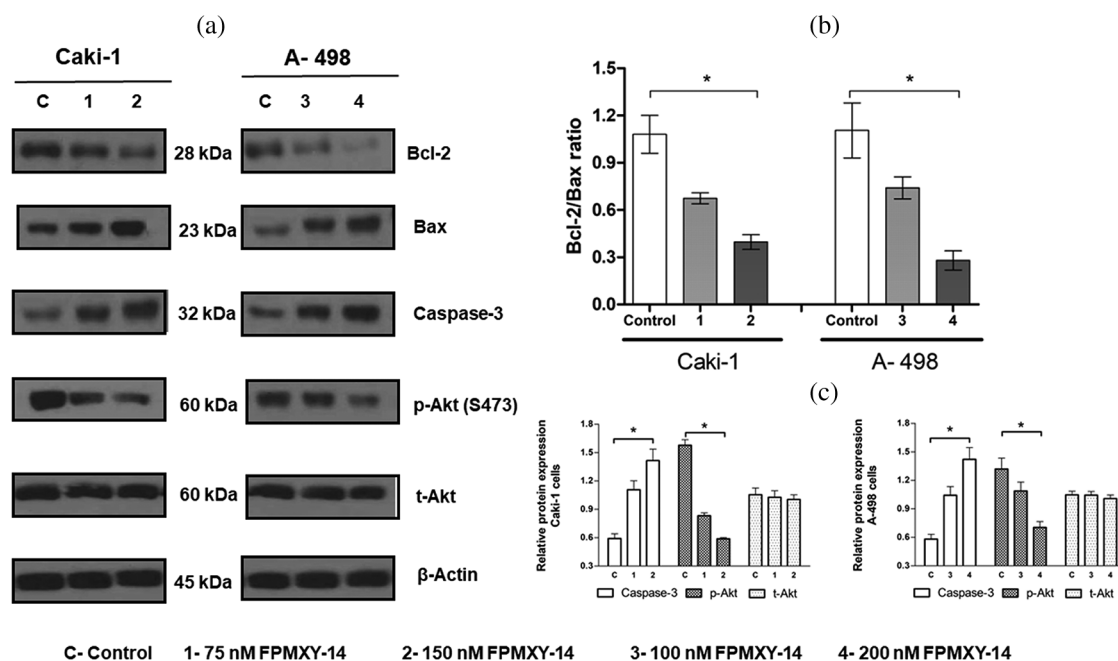 (a)
Caki-1
A- 498
C 1 2
C 3 4
28 kDa
Bcl-2
23 kDa
Bax
32 kDa
Caspase-3
60 kDa
p-Akt (S473)
60 kDa
t-Akt
45 kDa
β-Actin
(b)
Bcl-2/Bax ratio
1.5
1.2
0.9
0.6
0.3
0.0
*
*
Control 1 2 Control 3 4
Caki-1
A- 498
(c)
Relative protein expression
Caki-1 cells
1.8
1.5
1.2
0.9
0.6
0.3
*
*
C C C
C 1 2 C 1 2 C 1 2
Caspase-3 p-Akt t-Akt
Relative protein expression
A-498 cells
1.8
1.5
1.2
0.9
0.6
0.3
*
*
C C C
C 3 4 C 3 4 C 3 4
Caspase-3 p-Akt t-Akt
C- Control 1- 75 nM FPMXY-14 2- 150 nM FPMXY-14 3- 100 nM FPMXY-14 4- 200 nM FPMXY-14